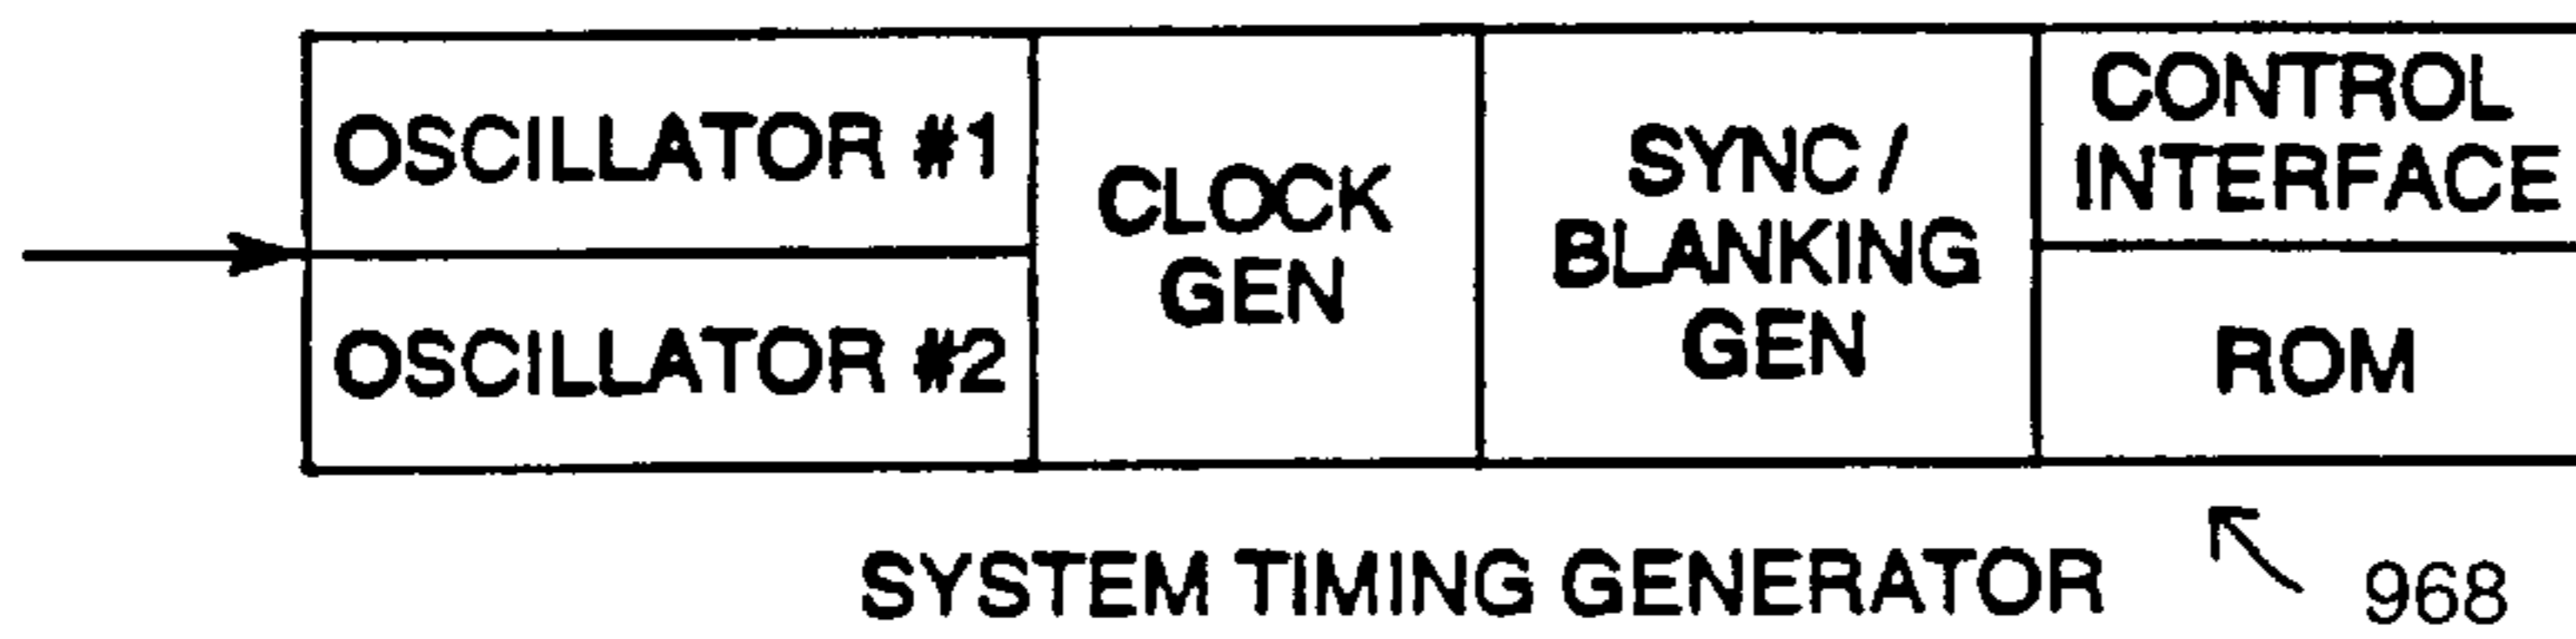 OSCILLATOR #1
OSCILLATOR #2
CLOCK
GEN
SYNC /
BLANKING
GEN
CONTROL
INTERFACE
ROM
SYSTEM TIMING GENERATOR
968